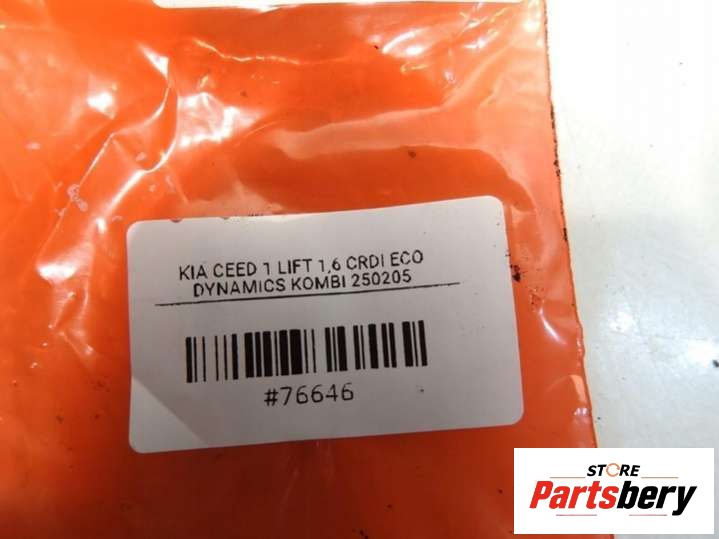 KIA CEED 1 LIFT 1,6 CRDI ECO
DYNAMICS KOMBI 250205
#76646
STORE
Partsbery